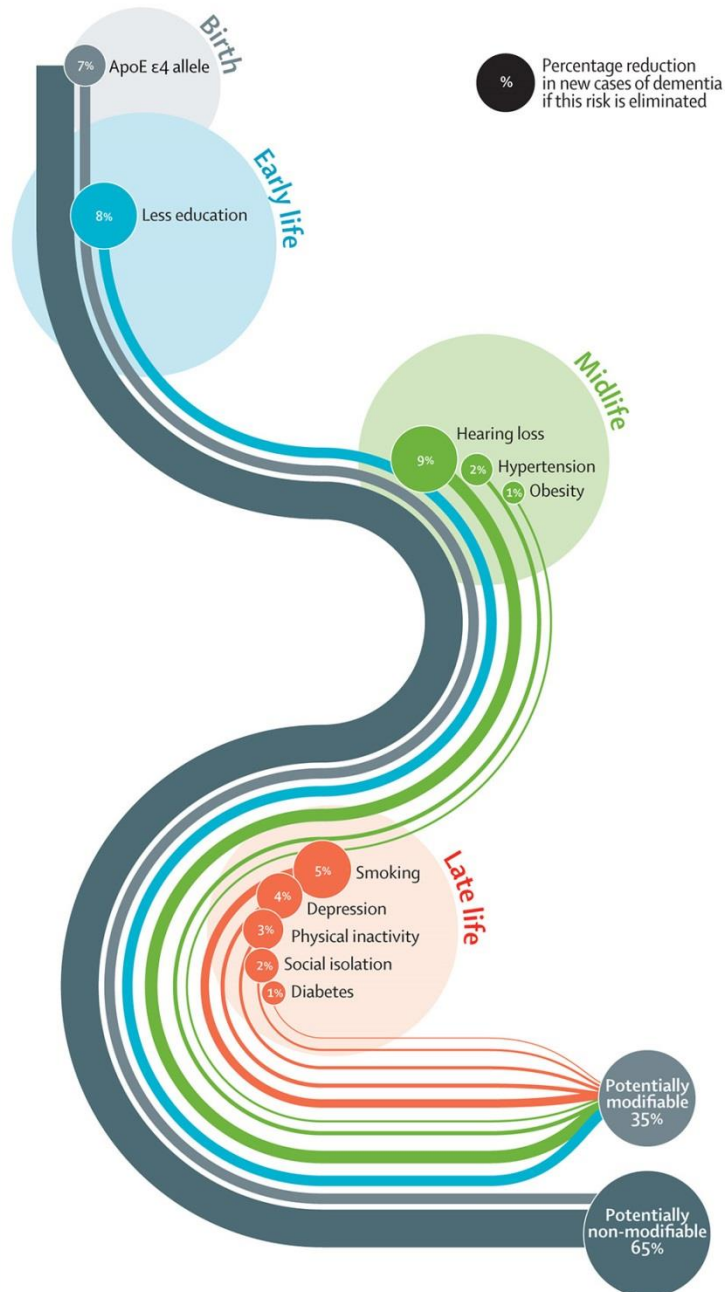 Birth
7%
ApoE ε4 allele
%
Percentage reduction
in new cases of dementia
if this risk is eliminated
Early life
8%
Less education
Midlife
Hearing loss
9%
2%
Hypertension
1%
Obesity
Late life
5%
Smoking
4%
Depression
3%
Physical inactivity
2%
Social isolation
1%
Diabetes
Potentially
modifiable
35%
Potentially
non-modifiable
65%